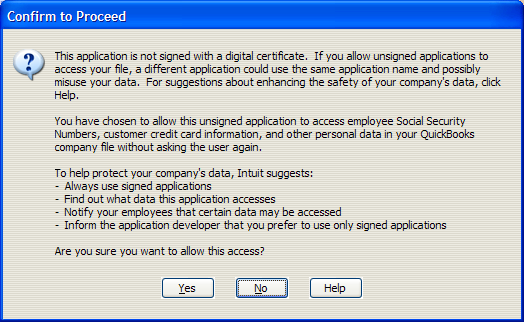 Confirm to Proceed
This application is not signed with a digital certificate.  If you allow unsigned applications to
access your file, a different application could use the same application name and possibly
misuse your data.  For suggestions about enhancing the safety of your company's data, click
Help.
You have chosen to allow this unsigned application to access employee Social Security
Numbers, customer credit card information, and other personal data in your QuickBooks
company file without asking the user again.
To help protect your company's data, Intuit suggests:
- Always use signed applications
- Find out what data this application accesses
- Notify your employees that certain data may be accessed
- Inform the application developer that you prefer to use only signed applications
Are you sure you want to allow this access?
Yes No Help